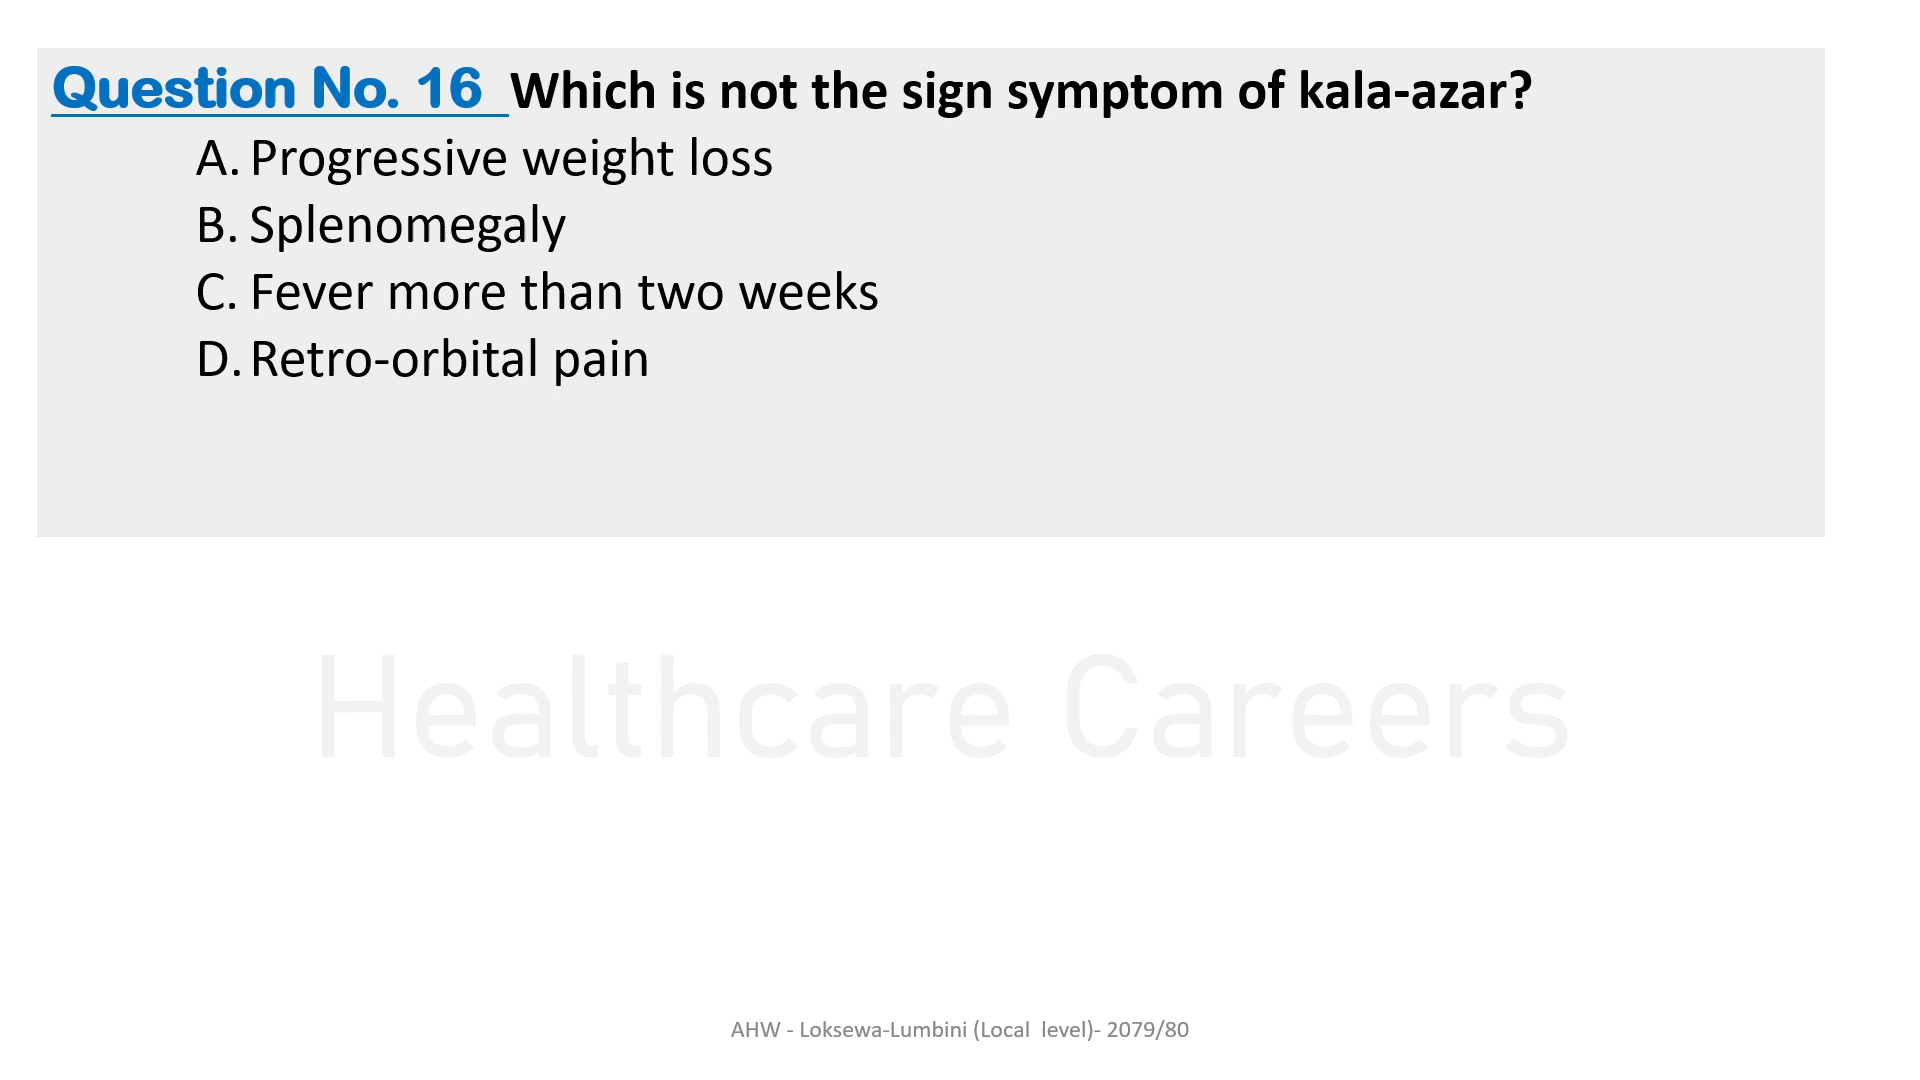 Question No. 16 Which is not the sign symptom of kala-azar?
A. Progressive weight loss
B. Splenomegaly
C. Fever more than two weeks
D. Retro-orbital pain
Healthcare Careers
AHW - Loksewa-Lumbini (Local level)- 2079/80